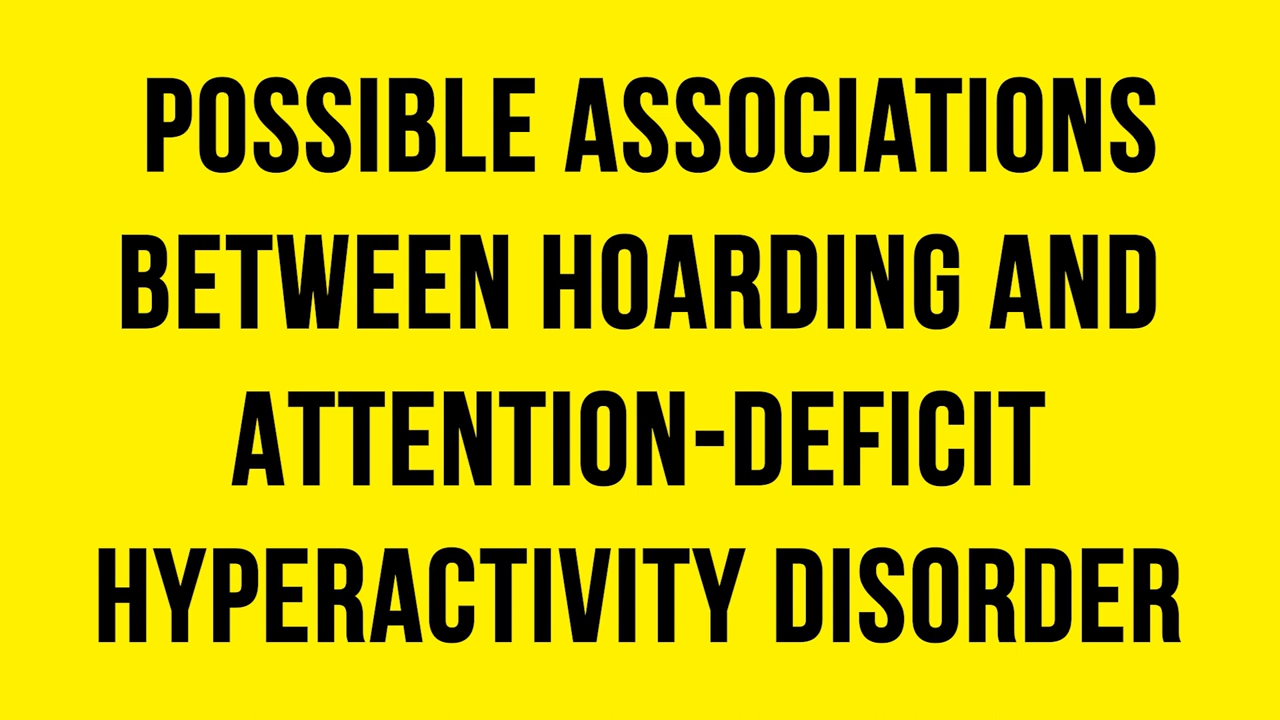 POSSIBLE ASSOCIATIONS
BETWEEN HOARDING AND
ATTENTION-DEFICIT
HYPERACTIVITY DISORDER